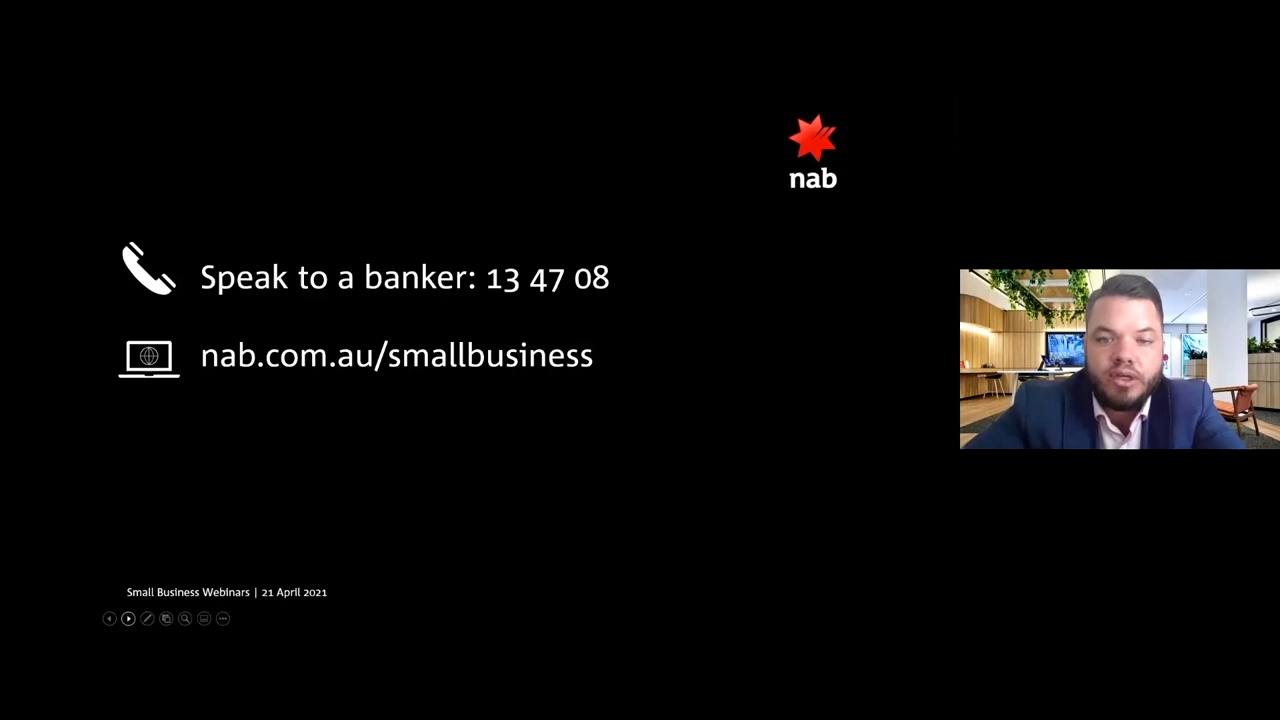 nab
Speak to a banker: 13 47 08
nab.com.au/smallbusiness
Small Business Webinars | 21 April 2021